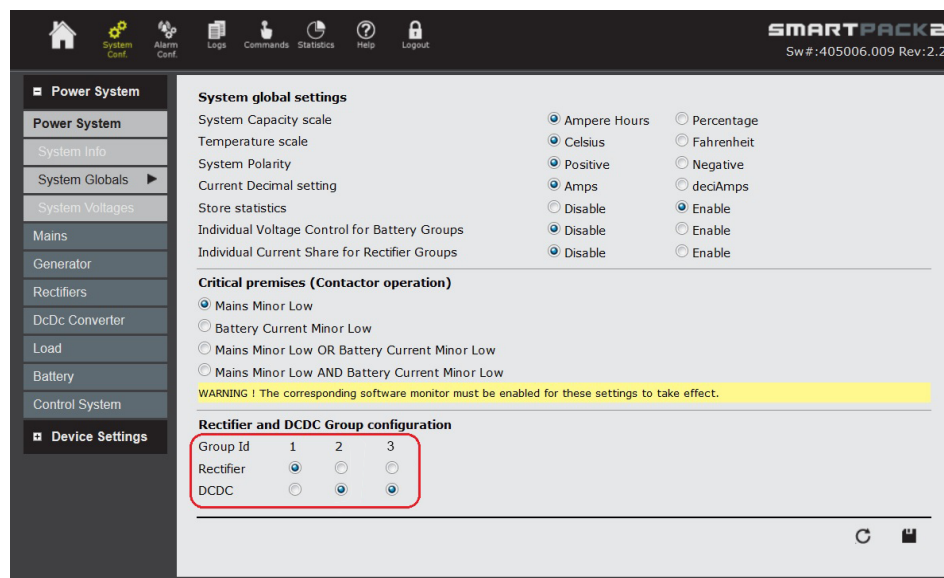 SMARTPACK2
System Conf.
Alarm Conf.
Logs
Commands
Statistics
Help
Logout
Sw#:405006.009 Rev:2.2
Power System
Power System
System Info
System Globals
System Voltages
Mains
Generator
Rectifiers
DcDc Converter
Load
Battery
Control System
Device Settings
System global settings
System Capacity scale Ampere Hours Percentage
Temperature scale Celsius Fahrenheit
System Polarity Positive Negative
Current Decimal setting Amps deciAmps
Store statistics Disable Enable
Individual Voltage Control for Battery Groups Disable Enable
Individual Current Share for Rectifier Groups Disable Enable
Critical premises (Contactor operation)
Mains Minor Low
Battery Current Minor Low
Mains Minor Low OR Battery Current Minor Low
Mains Minor Low AND Battery Current Minor Low
WARNING ! The corresponding software monitor must be enabled for these settings to take effect.
Rectifier and DCDC Group configuration
Group Id 1 2 3
Rectifier
DCDC